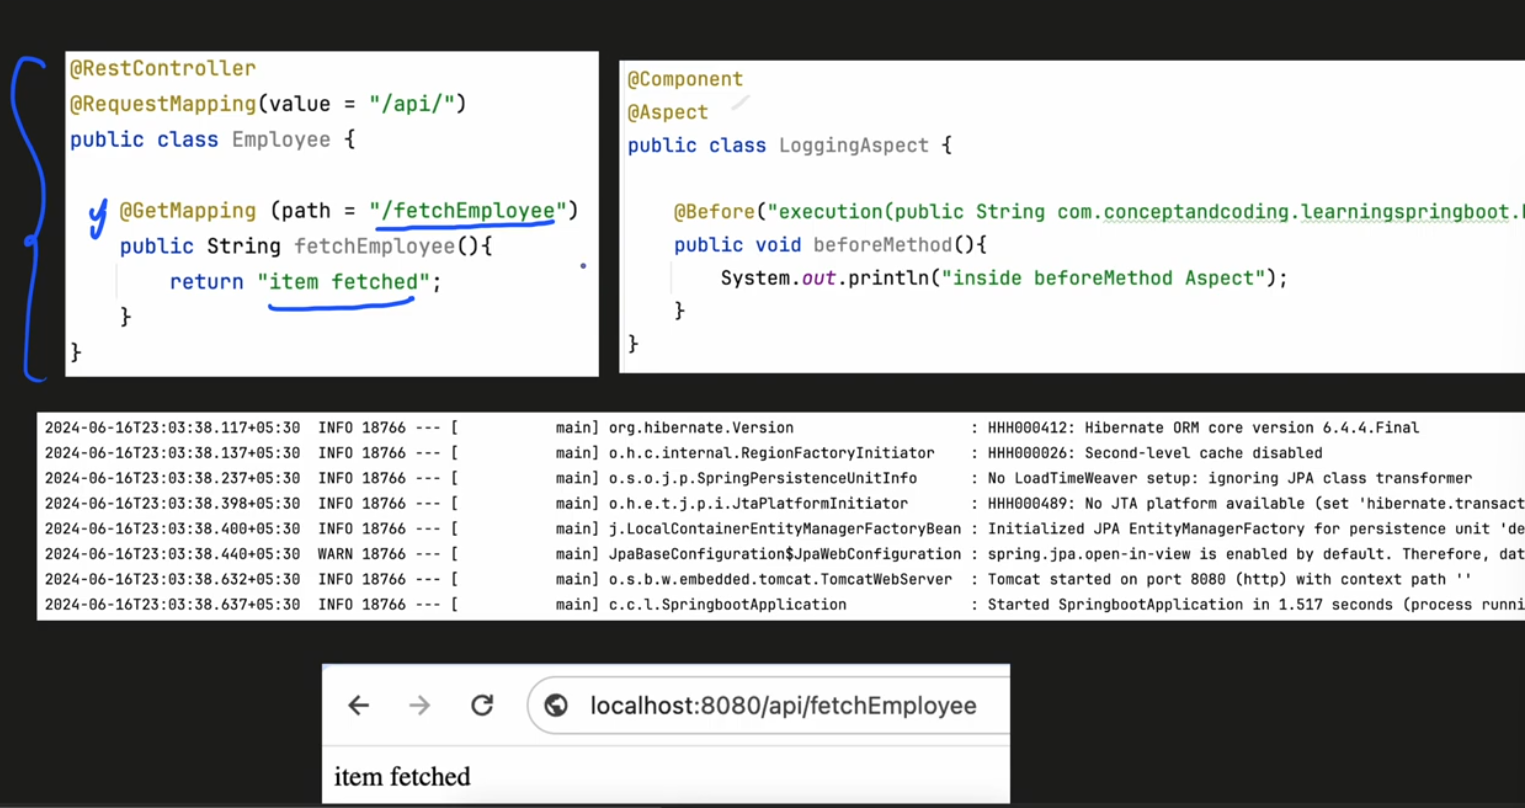 @RestController
@RequestMapping(value = "/api/")
public class Employee {
@GetMapping (path = "/fetchEmployee")
public String fetchEmployee(){
return "item fetched";
}
}
@Component
@Aspect
public class LoggingAspect {
@Before("execution(public String com.conceptandcoding.learningspringboot.
public void beforeMethod(){
System.out.println("inside beforeMethod Aspect");
}
}
2024-06-16T23:03:38.117+05:30 INFO 18766 --- [ main] org.hibernate.Version : HHH000412: Hibernate ORM core version 6.4.4.Final
2024-06-16T23:03:38.137+05:30 INFO 18766 --- [ main] o.h.c.internal.RegionFactoryInitiator : HHH000026: Second-level cache disabled
2024-06-16T23:03:38.237+05:30 INFO 18766 --- [ main] o.s.o.j.p.SpringPersistenceUnitInfo : No LoadTimeWeaver setup: ignoring JPA class transformer
2024-06-16T23:03:38.398+05:30 INFO 18766 --- [ main] o.h.e.t.j.p.i.JtaPlatformInitiator : HHH000489: No JTA platform available (set 'hibernate.transact
2024-06-16T23:03:38.400+05:30 INFO 18766 --- [ main] j.LocalContainerEntityManagerFactoryBean : Initialized JPA EntityManagerFactory for persistence unit 'de
2024-06-16T23:03:38.440+05:30 WARN 18766 --- [ main] JpaBaseConfiguration$JpaWebConfiguration : spring.jpa.open-in-view is enabled by default. Therefore, dat
2024-06-16T23:03:38.632+05:30 INFO 18766 --- [ main] o.s.b.w.embedded.tomcat.TomcatWebServer : Tomcat started on port 8080 (http) with context path ''
2024-06-16T23:03:38.637+05:30 INFO 18766 --- [ main] c.c.l.SpringbootApplication : Started SpringbootApplication in 1.517 seconds (process runni
localhost:8080/api/fetchEmployee
item fetched